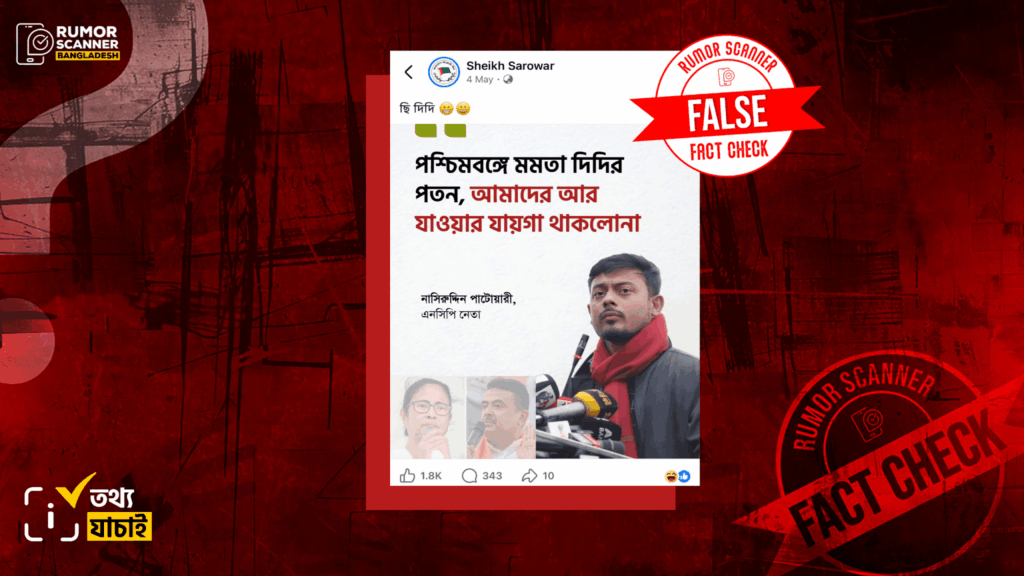 RUMOR
SCANNER
BANGLADESH
Sheikh Sarowar
4 May
ছি দিদি
পশ্চিমবঙ্গে মমতা দিদির
পতন, আমাদের আর
যাওয়ার যায়গা থাকলোনা
নাসিরুদ্দিন পাটোয়ারী,
এনসিপি নেতা
1.8K 343 10
RUMOR SCANNER
FALSE
FACT CHECK
RUMOR SCANNER
FACT CHECK
তথ্য
যাচাই